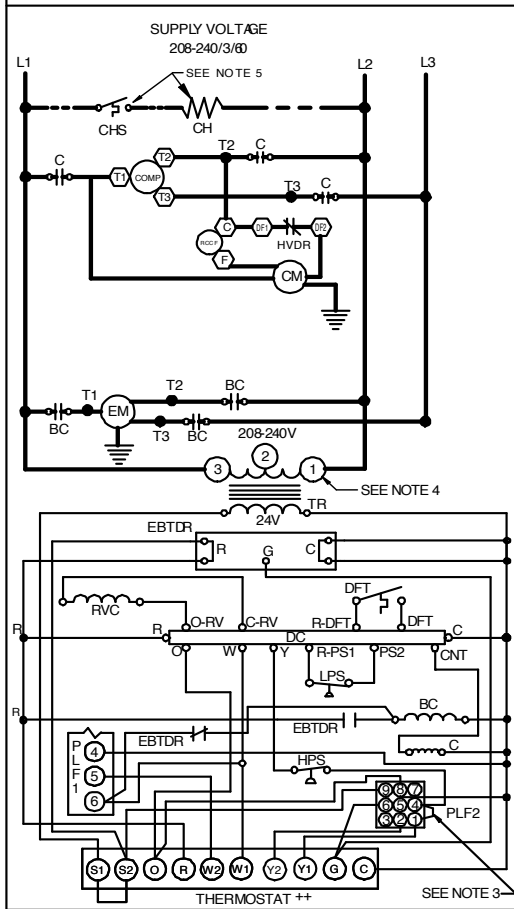 SUPPLY VOLTAGE
208-240/3/60
L1
L2
L3
SEE NOTE 5
CHS
CH
C
T2
T2
C
T1
COMP
T3
T3
C
C
DF1
DF2
HVDR
RCCF
F
CM
T1
EM
T2
BC
BC
T3
BC
208-240V
3
2
1
SEE NOTE 4
TR
24V
EBTDR
R
G
C
RVC
O-RV
C-RV
R-DFT
DFT
DFT
R
R
DC
C
O
W
Y
R-PS1
PS2
CNT
LPS
R
BC
EBTDR
EBTDR
C
PLF1
4
5
6
HPS
9 8 7
6 5 4
3 2 1
PLF2
S1 S2 O R W2 W1 Y2 Y1 G C
THERMOSTAT ++
SEE NOTE 3